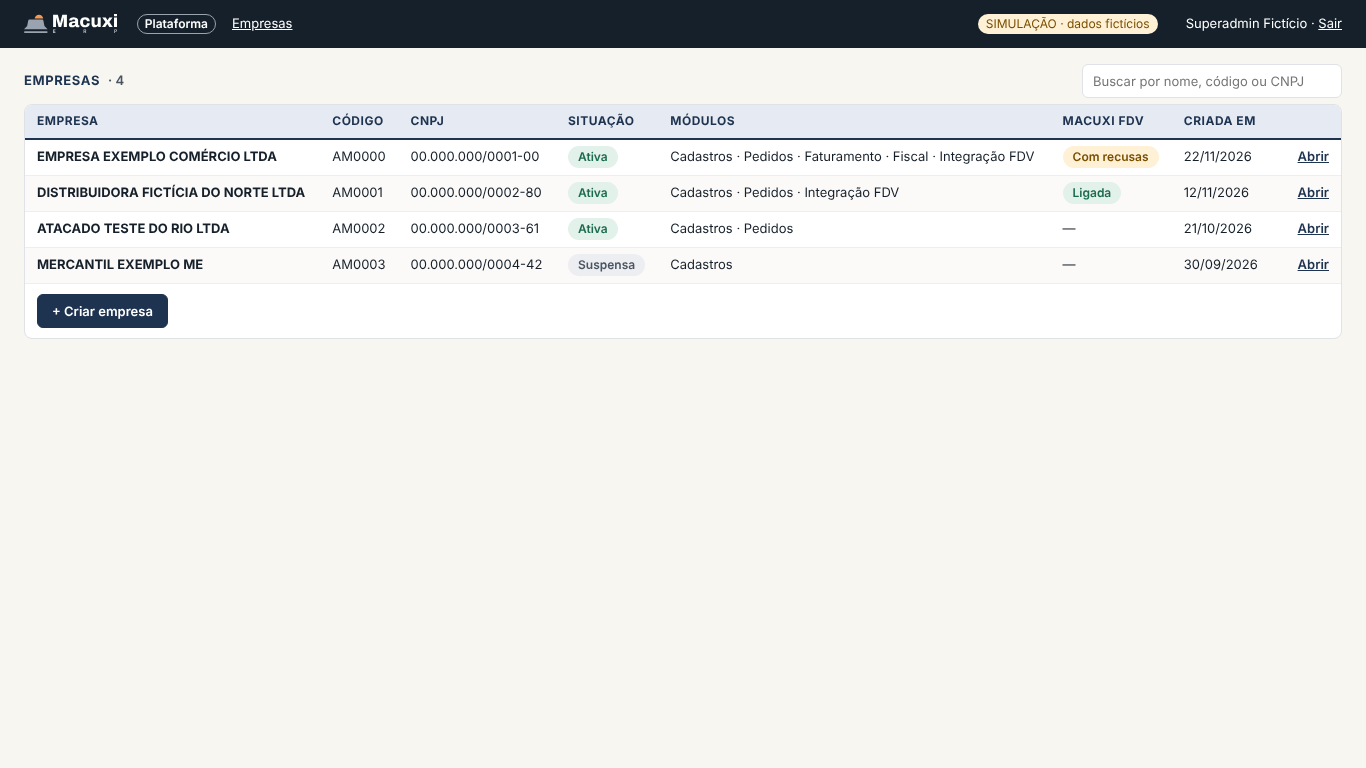 Macuxi
E R P
Plataforma
Empresas
SIMULAÇÃO · dados fictícios
Superadmin Fictício · Sair
EMPRESAS · 4
Buscar por nome, código ou CNPJ
EMPRESA CÓDIGO CNPJ SITUAÇÃO MÓDULOS MACUXI FDV CRIADA EM
EMPRESA EXEMPLO COMÉRCIO LTDA AM0000 00.000.000/0001-00 Ativa Cadastros · Pedidos · Faturamento · Fiscal · Integração FDV Com recusas 22/11/2026 Abrir
DISTRIBUIDORA FICTÍCIA DO NORTE LTDA AM0001 00.000.000/0002-80 Ativa Cadastros · Pedidos · Integração FDV Ligada 12/11/2026 Abrir
ATACADO TESTE DO RIO LTDA AM0002 00.000.000/0003-61 Ativa Cadastros · Pedidos — 21/10/2026 Abrir
MERCANTIL EXEMPLO ME AM0003 00.000.000/0004-42 Suspensa Cadastros — 30/09/2026 Abrir
+ Criar empresa